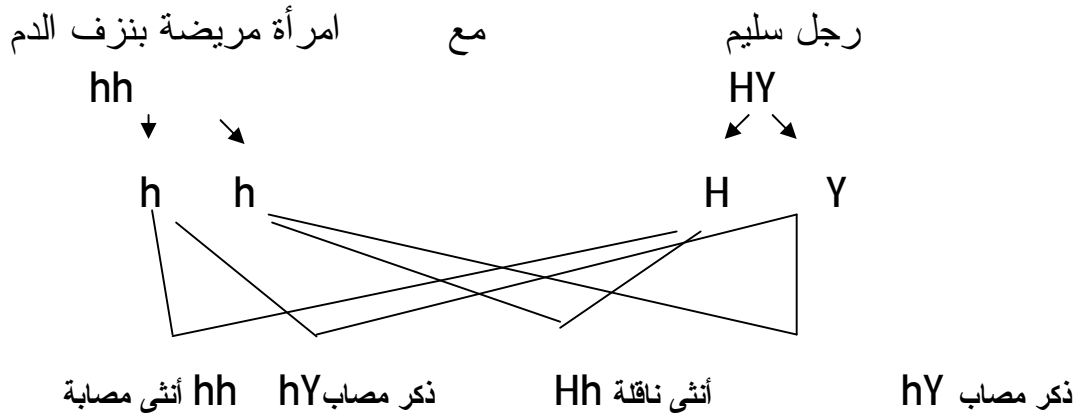 رجل سليم مع امرأة مريضة بنزف الدم
HY hh
h h H Y
ذكر مصاب hY أنثى ناقلة Hh ذكر مصاب hY أنثى مصابة hh